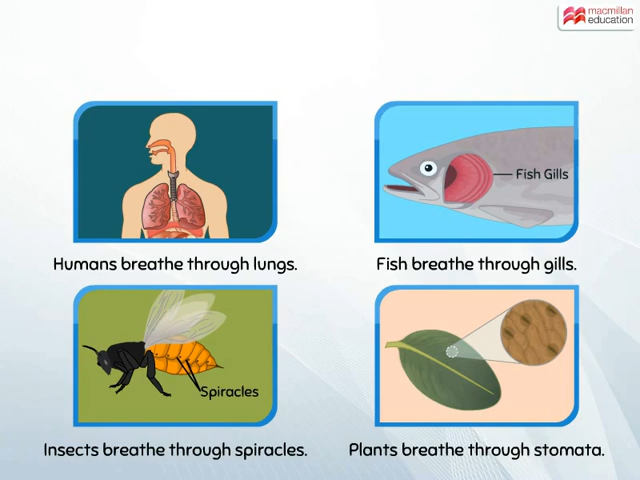 macmillan
education
Fish Gills
Humans breathe through lungs.
Fish breathe through gills.
Spiracles
Insects breathe through spiracles.
Plants breathe through stomata.